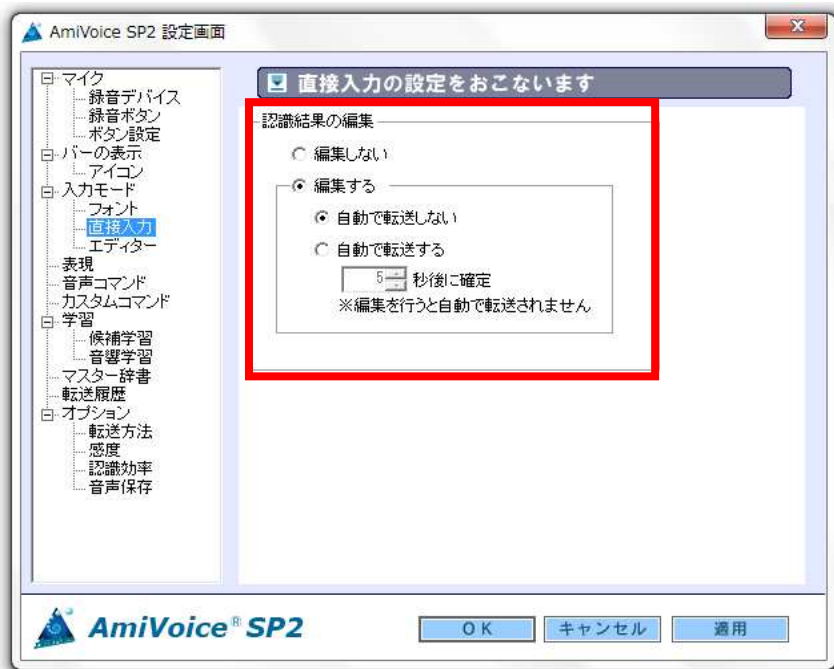 AmiVoice SP2 設定画面
マイク
録音デバイス
録音ボタン
ボタン設定
バーの表示
アイコン
入力モード
フォント
直接入力
エディター
表現
音声コマンド
カスタムコマンド
学習
候補学習
音響学習
マスター辞書
転送履歴
オプション
転送方法
感度
認識効率
音声保存
直接入力の設定をおこないます
認識結果の編集
編集しない
編集する
自動で転送しない
自動で転送する
5 秒後に確定
※編集を行うと自動で転送されません
AmiVoice® SP2
OK キャンセル 適用